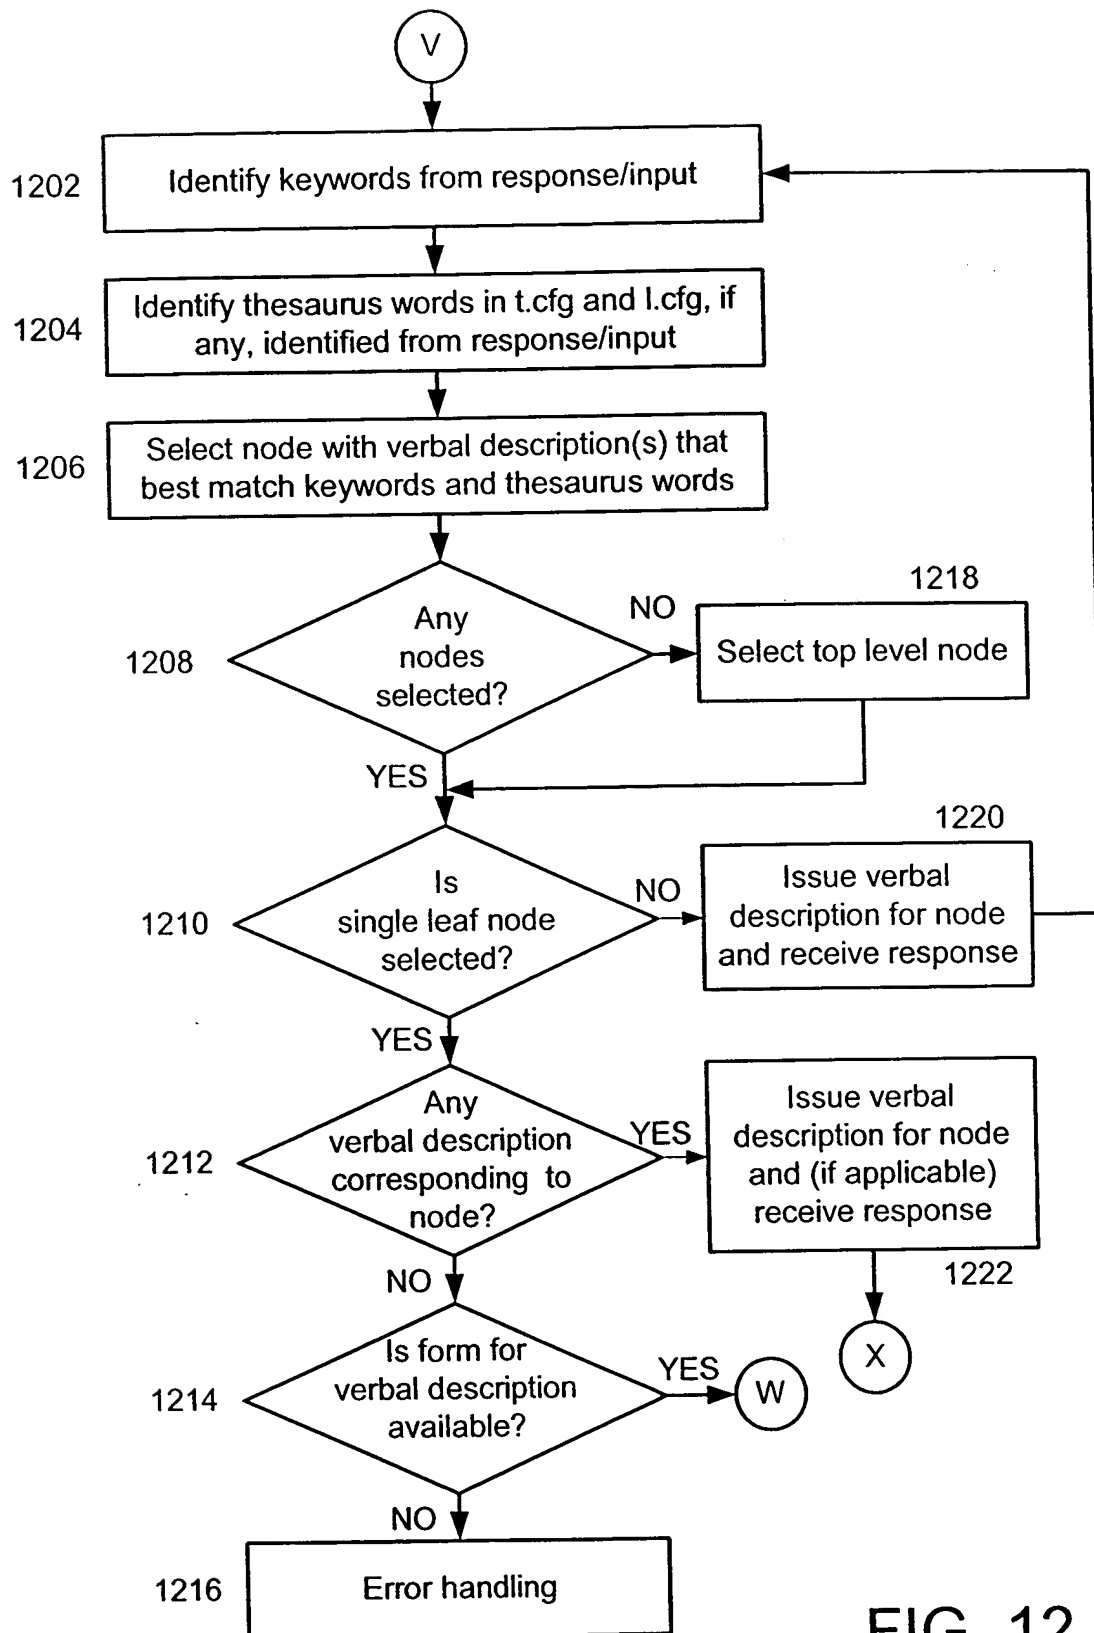 V
1202
Identify keywords from response/input
1204
Identify thesaurus words in t.cfg and l.cfg, if
any, identified from response/input
1206
Select node with verbal description(s) that
best match keywords and thesaurus words
1208
Any
nodes
selected?
NO
1218
Select top level node
YES
1210
Is
single leaf node
selected?
NO
1220
Issue verbal
description for node
and receive response
YES
1212
Any
verbal description
corresponding to
node?
YES
Issue verbal
description for node
and (if applicable)
receive response
1222
X
NO
1214
Is form for
verbal description
available?
YES
W
NO
1216
Error handling
FIG. 12